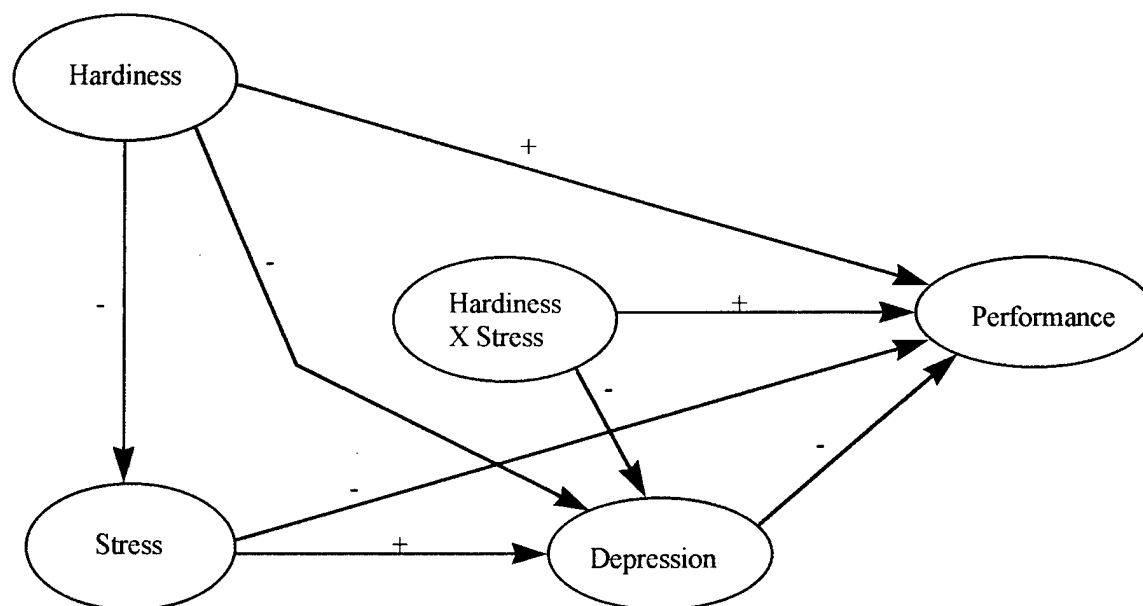 Hardiness
+
-
-
Hardiness
X Stress
+
Performance
-
-
-
Stress
+
Depression